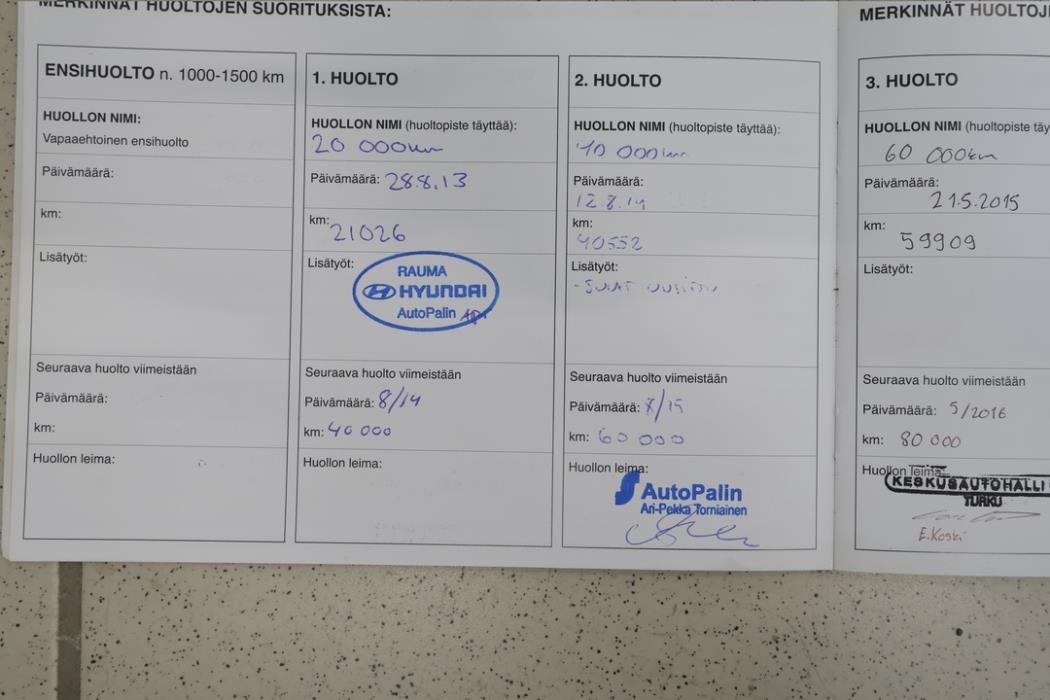 MERKINNÄT HUOLTOJEN SUORITUKSISTA:
ENSIHUOLTO n. 1000-1500 km
HUOLLON NIMI:
Vapaaehtoinen ensihuolto
Päivämäärä:
km:
Lisätyöt:
Seuraava huolto viimeistään
Päivämäärä:
km:
Huollon leima:
1. HUOLTO
HUOLLON NIMI (huoltopiste täyttää):
20 000km
Päivämäärä: 28.8.13
km: 21026
Lisätyöt:
RAUMA
HYUNDAI
AutoPalin
Seuraava huolto viimeistään
Päivämäärä: 8/14
km: 40 000
Huollon leima:
2. HUOLTO
HUOLLON NIMI (huoltopiste täyttää):
40 000km
Päivämäärä:
12.8.14
km:
40552
Lisätyöt:
Seuraava huolto viimeistään
Päivämäärä: 8/15
km: 60 000
Huollon leima:
AutoPalin
Ari-Pekka Torniainen
MERKINNÄT HUOLTOJE
3. HUOLTO
HUOLLON NIMI (huoltopiste täy
60 000km
Päivämäärä:
21.5.2015
km:
59909
Lisätyöt:
Seuraava huolto viimeistään
Päivämäärä: 5/2016
km: 80 000
Huollon leima:
KESKUSAUTOHALLI
TURKU
E.Koski